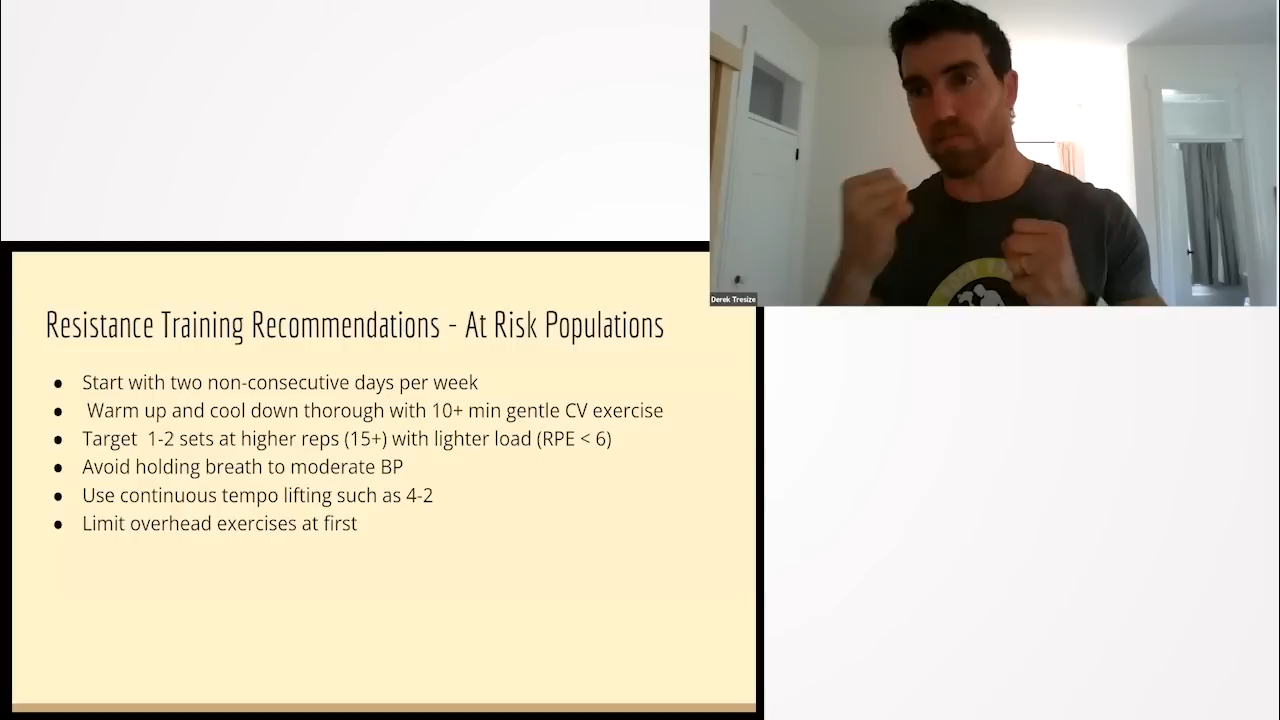 Derek Tresize
Resistance Training Recommendations - At Risk Populations
● Start with two non-consecutive days per week
● Warm up and cool down thorough with 10+ min gentle CV exercise
● Target 1-2 sets at higher reps (15+) with lighter load (RPE < 6)
● Avoid holding breath to moderate BP
● Use continuous tempo lifting such as 4-2
● Limit overhead exercises at first